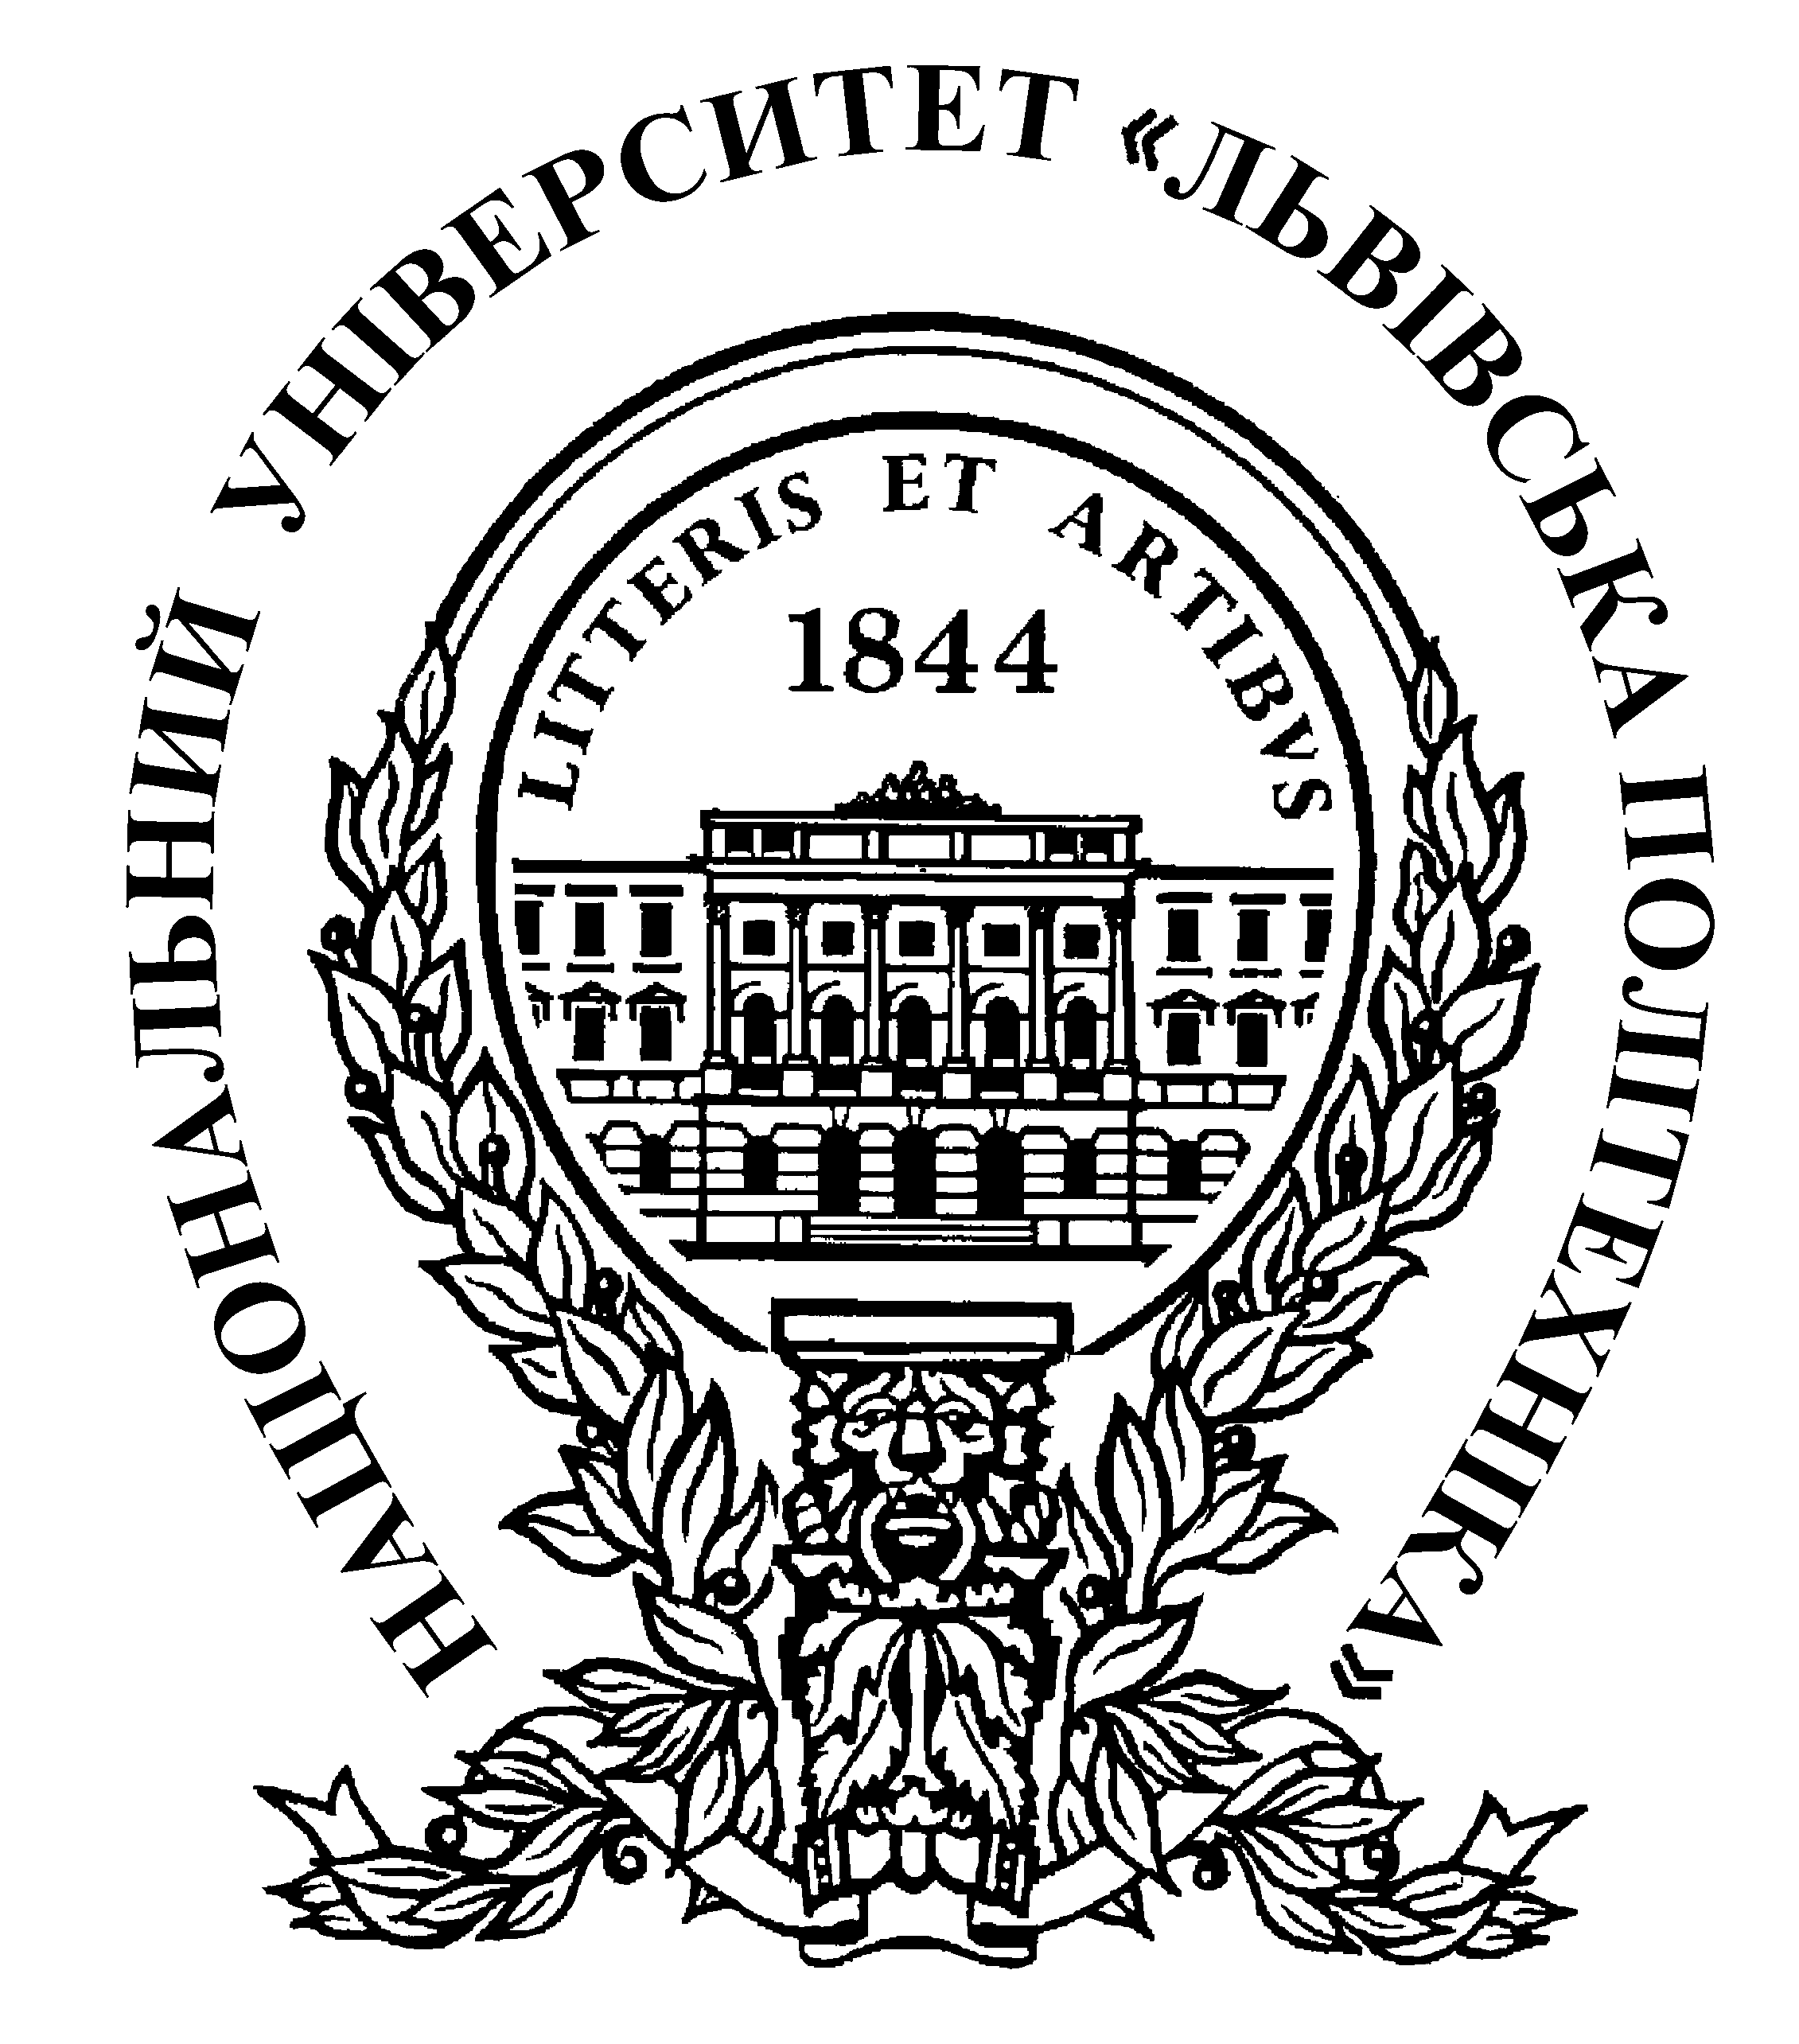 НАЦІОНАЛЬНИЙ УНІВЕРСИТЕТ «ЛЬВІВСЬКА ПОЛІТЕХНІКА»
LITTERIS ET ARTIBVS
1844